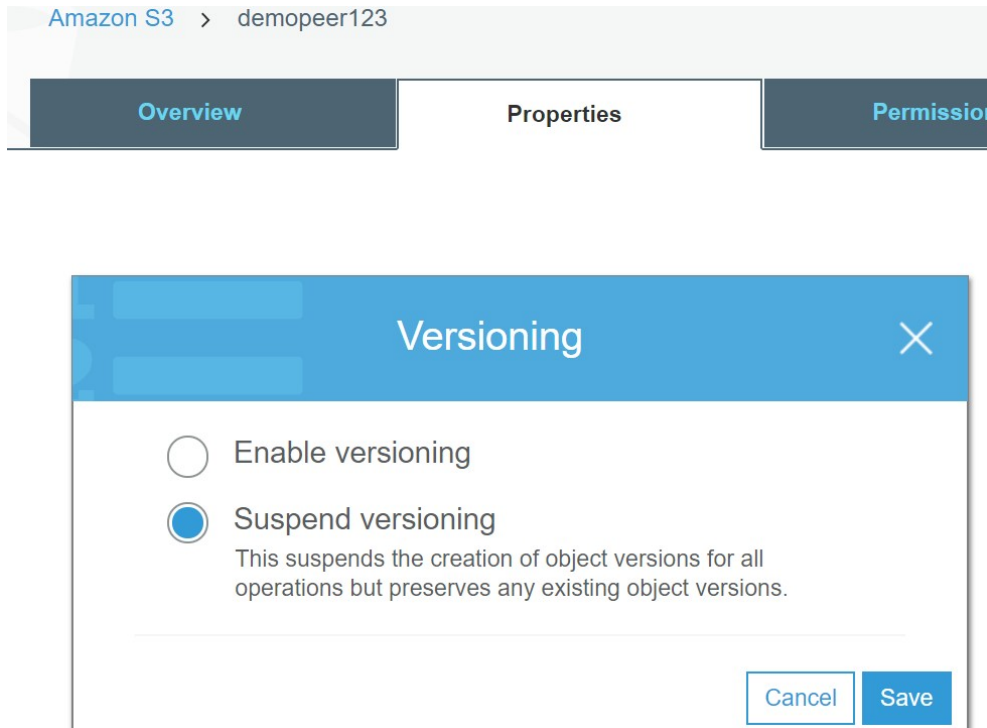 Amazon S3 > demopeer123
Overview Properties Permission
Versioning
Enable versioning
Suspend versioning
This suspends the creation of object versions for all
operations but preserves any existing object versions.
Cancel Save